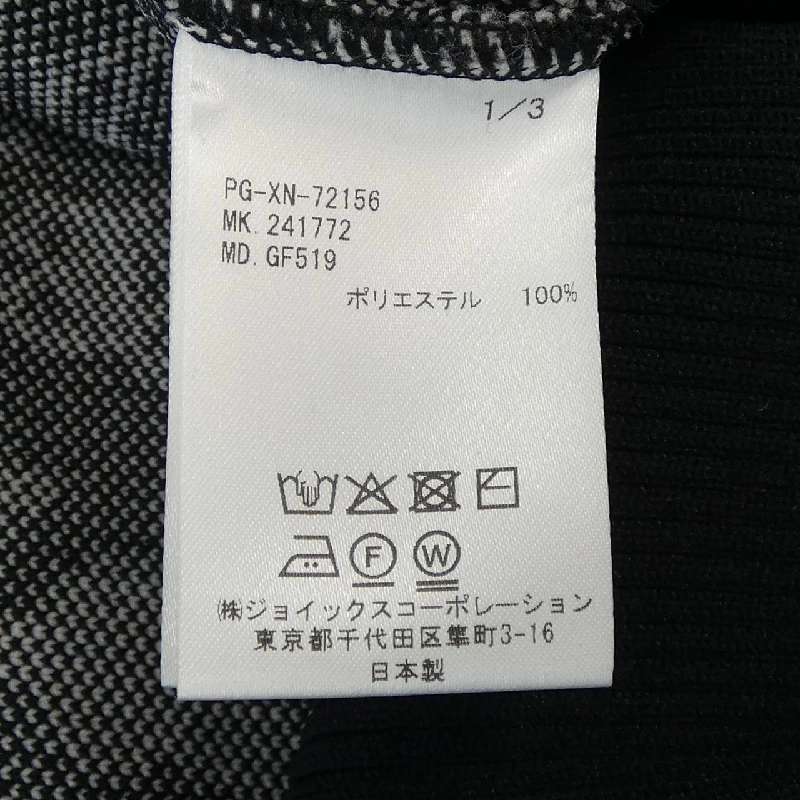 1/3
PG-XN-72156
MK. 241772
MD. GF519
ポリエステル 100%
F W
㈱ジョイックスコーポレーション
東京都千代田区隼町3-16
日本製